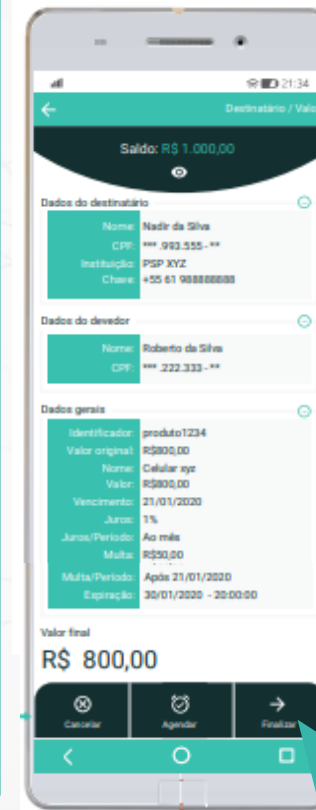 21:34
Destinatário / Valo
Saldo: R$ 1.000,00
Dados do destinatário
Nome: Nadir da Silva
CPF: ***.993.555-**
Instituição: PSP XYZ
Chave: +55 61 988888888
Dados do devedor
Nome: Roberto da Silva
CPF: ***.222.333-**
Dados gerais
Identificador: produto1234
Valor original: R$800,00
Nome: Celular xyz
Valor: R$800,00
Vencimento: 21/01/2020
Juros: 1%
Juros/Período: Ao mês
Multa: R$50,00
Multa/Período: Após 21/01/2020
Expiração: 30/01/2020 - 20:00:00
Valor final
R$ 800,00
Cancelar Agendar Finalizar